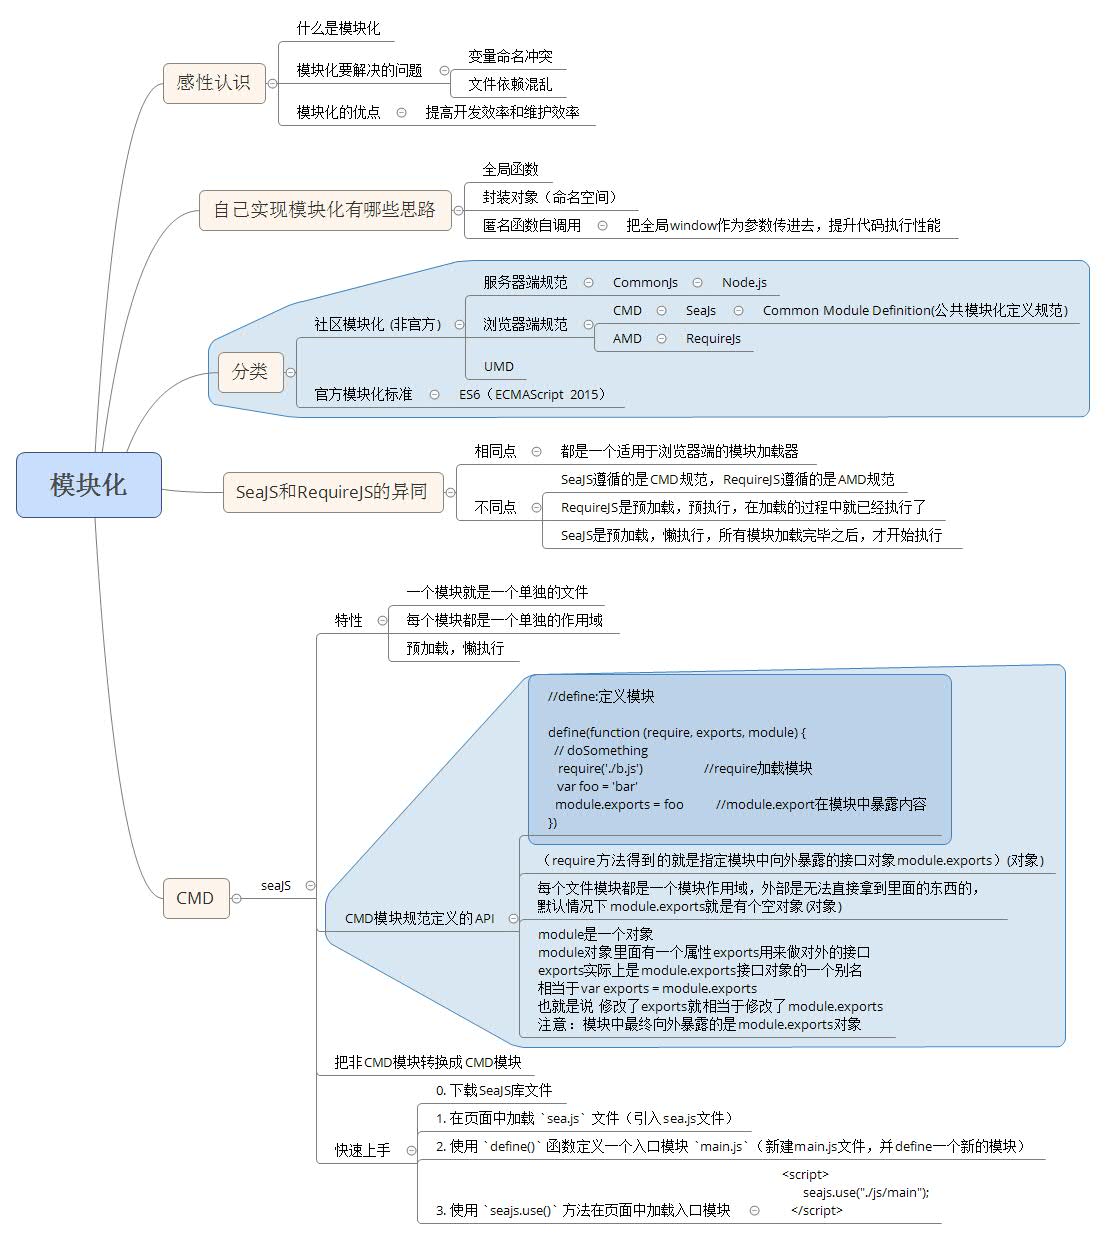 模块化
感性认识
什么是模块化
模块化要解决的问题
变量命名冲突
文件依赖混乱
模块化的优点
提高开发效率和维护效率
自己实现模块化有哪些思路
全局函数
封装对象（命名空间）
匿名函数自调用
把全局window作为参数传进去，提升代码执行性能
分类
社区模块化 (非官方)
服务器端规范
CommonJs
Node.js
浏览器端规范
CMD
SeaJs
Common Module Definition(公共模块化定义规范)
AMD
RequireJs
UMD
官方模块化标准
ES6（ECMAScript 2015）
SeaJS和RequireJS的异同
相同点
都是一个适用于浏览器端的模块加载器
不同点
SeaJS遵循的是CMD规范，RequireJS遵循的是AMD规范
RequireJS是预加载，预执行，在加载的过程中就已经执行了
SeaJS是预加载，懒执行，所有模块加载完毕之后，才开始执行
CMD
seaJS
特性
一个模块就是一个单独的文件
每个模块都是一个单独的作用域
预加载，懒执行
CMD模块规范定义的API
//define:定义模块
define(function (require, exports, module) {
// doSomething
require('./b.js') //require加载模块
var foo = 'bar'
module.exports = foo //module.export在模块中暴露内容
})
（require方法得到的就是指定模块中向外暴露的接口对象module.exports）(对象)
每个文件模块都是一个模块作用域，外部是无法直接拿到里面的东西的，
默认情况下 module.exports就是有个空对象 (对象)
module是一个对象
module对象里面有一个属性exports用来做对外的接口
exports实际上是module.exports接口对象的一个别名
相当于var exports = module.exports
也就是说 修改了exports就相当于修改了module.exports
注意：模块中最终向外暴露的是module.exports对象
把非CMD模块转换成CMD模块
快速上手
0. 下载SeaJS库文件
1. 在页面中加载 `sea.js` 文件（引入sea.js文件）
2. 使用 `define()` 函数定义一个入口模块 `main.js`（新建main.js文件，并define一个新的模块）
3. 使用 `seajs.use()` 方法在页面中加载入口模块
<script>
seajs.use("./js/main");
</script>